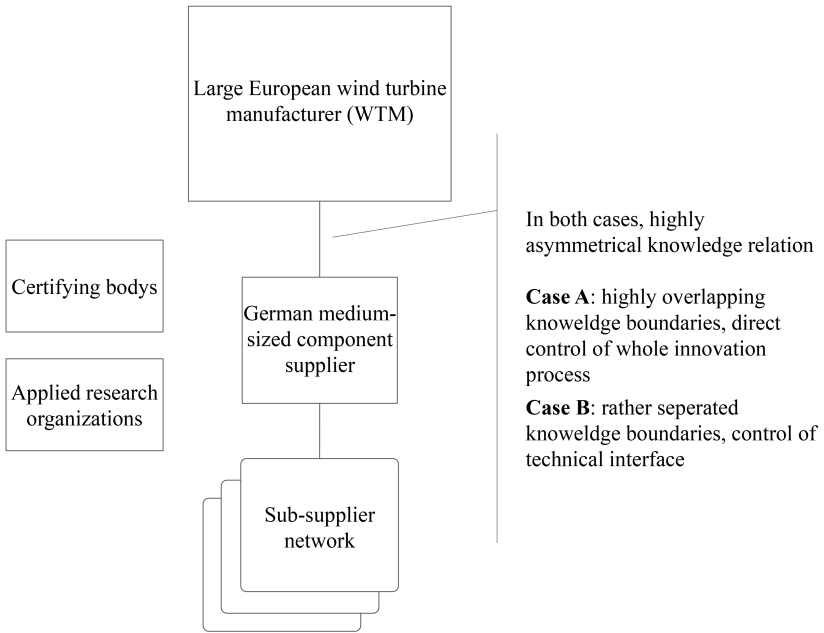 Large European wind turbine
manufacturer (WTM)
Certifying bodys
Applied research
organizations
German medium-
sized component
supplier
Sub-supplier
network
In both cases, highly
asymmetrical knowledge relation
Case A: highly overlapping
knoweldge boundaries, direct
control of whole innovation
process
Case B: rather seperated
knoweldge boundaries, control of
technical interface